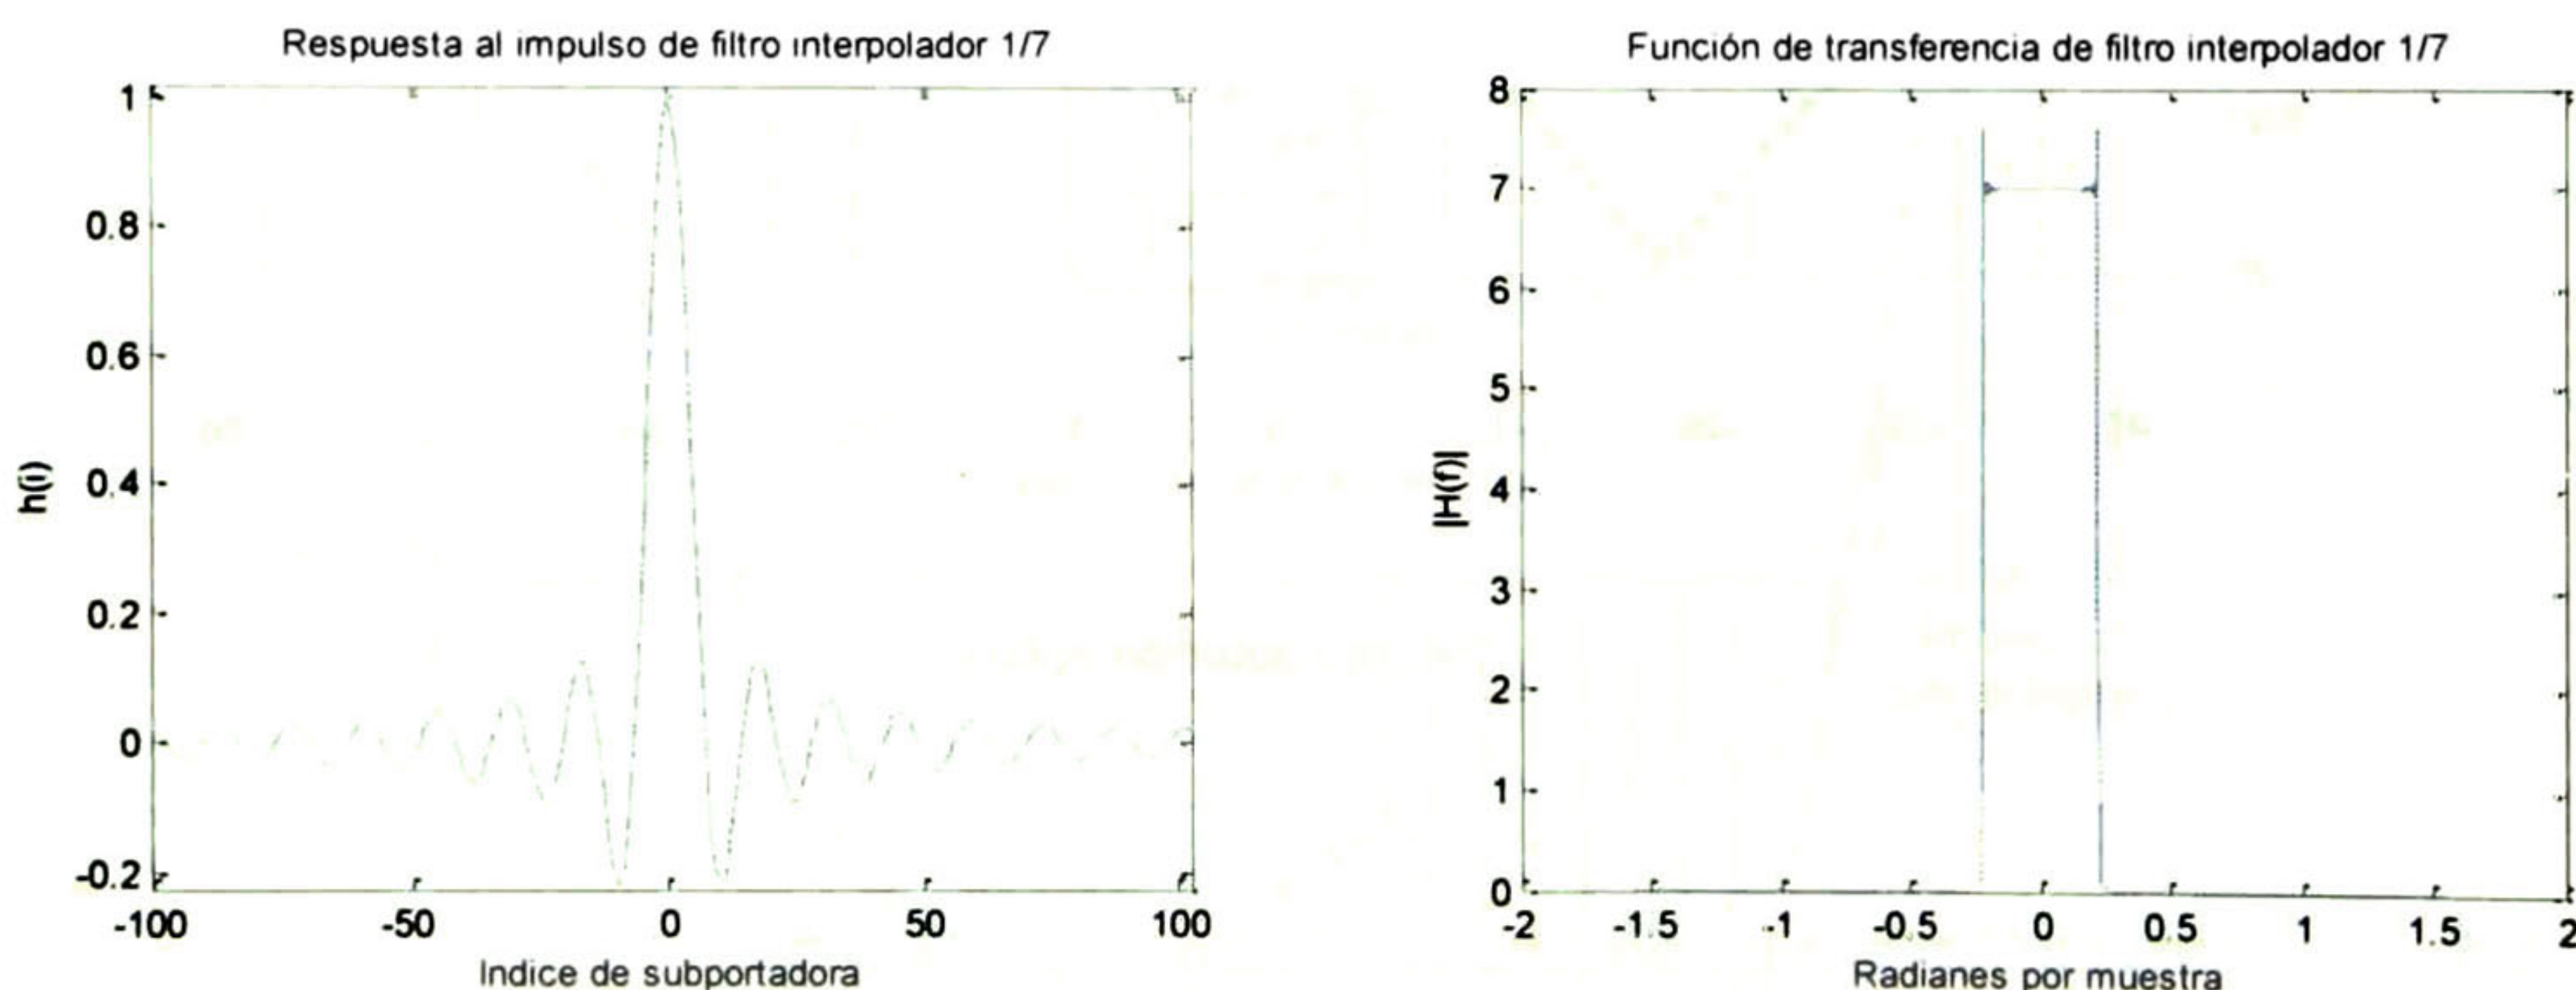 Respuesta al impulso de filtro interpolador 1/7
h(i)
1
0.8
0.6
0.4
0.2
0
-0.2
-100 -50 0 50 100
Indice de subportadora
Función de transferencia de filtro interpolador 1/7
|H(f)|
8
7
6
5
4
3
2
1
0
-2 -1.5 -1 -0.5 0 0.5 1 1.5 2
Radianes por muestra